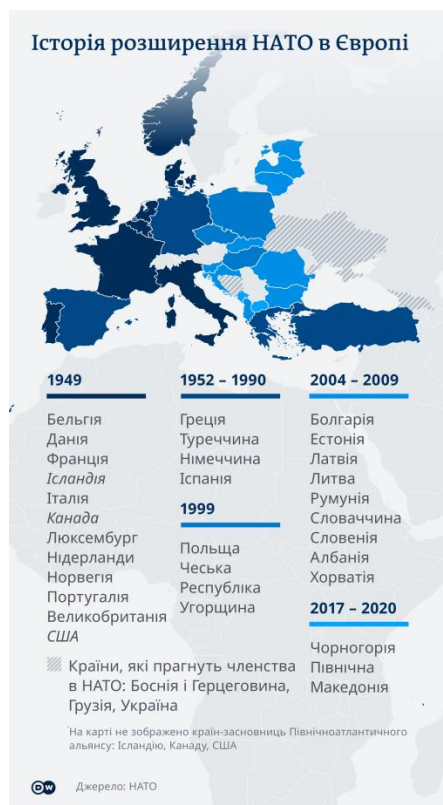 Історія розширення НАТО в Європі
1949
Бельгія
Данія
Франція
Ісландія
Італія
Канада
Люксембург
Нідерланди
Норвегія
Португалія
Великобританія
США
1952 – 1990
Греція
Туреччина
Німеччина
Іспанія
1999
Польща
Чеська
Республіка
Угорщина
2004 – 2009
Болгарія
Естонія
Латвія
Литва
Румунія
Словаччина
Словенія
Албанія
Хорватія
2017 – 2020
Чорногорія
Північна
Македонія
Країни, які прагнуть членства
в НАТО: Боснія і Герцеговина,
Грузія, Україна
На карті не зображено країн-засновниць Північноатлантичного
альянсу: Ісландію, Канаду, США
DW Джерело: НАТО